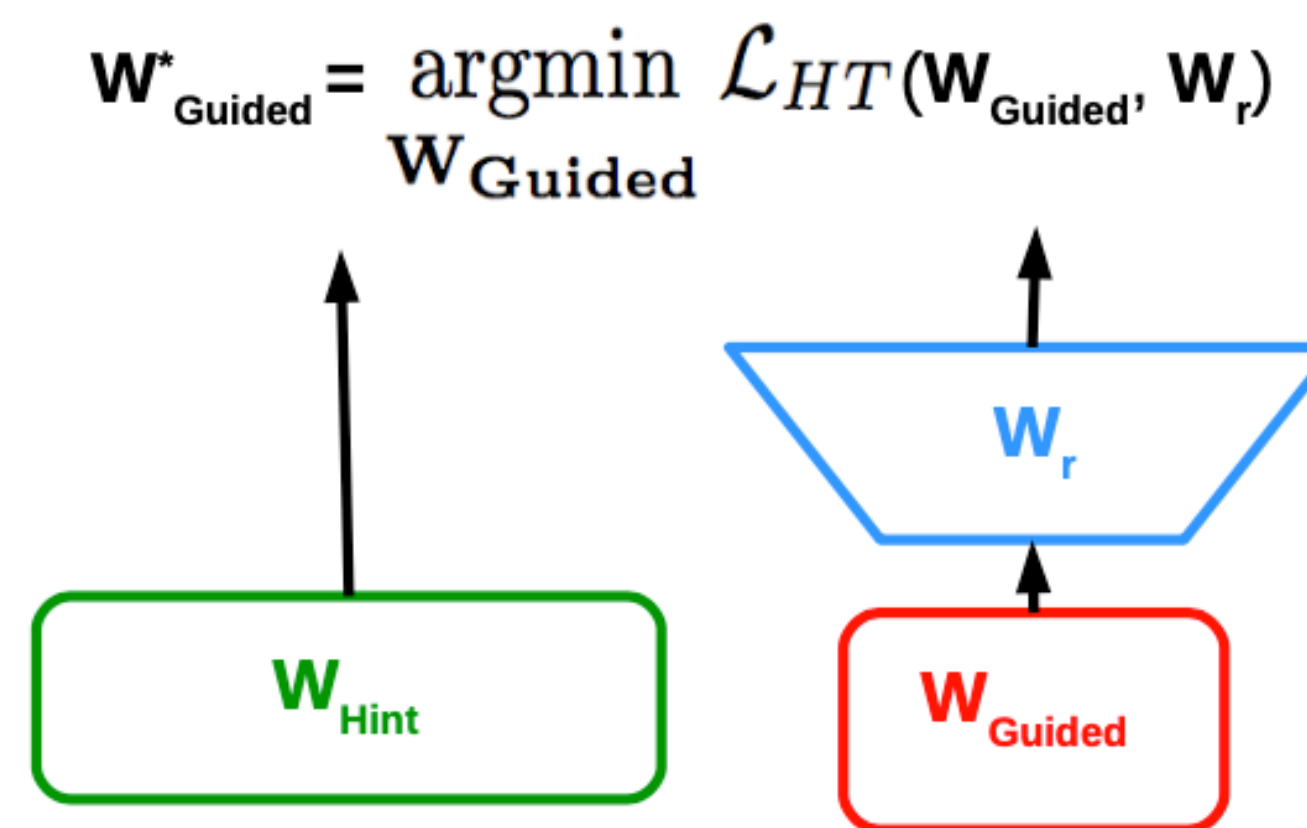 W*Guided = argmin ℒHT(WGuided, Wr)
WGuided
Wr
WHint
WGuided